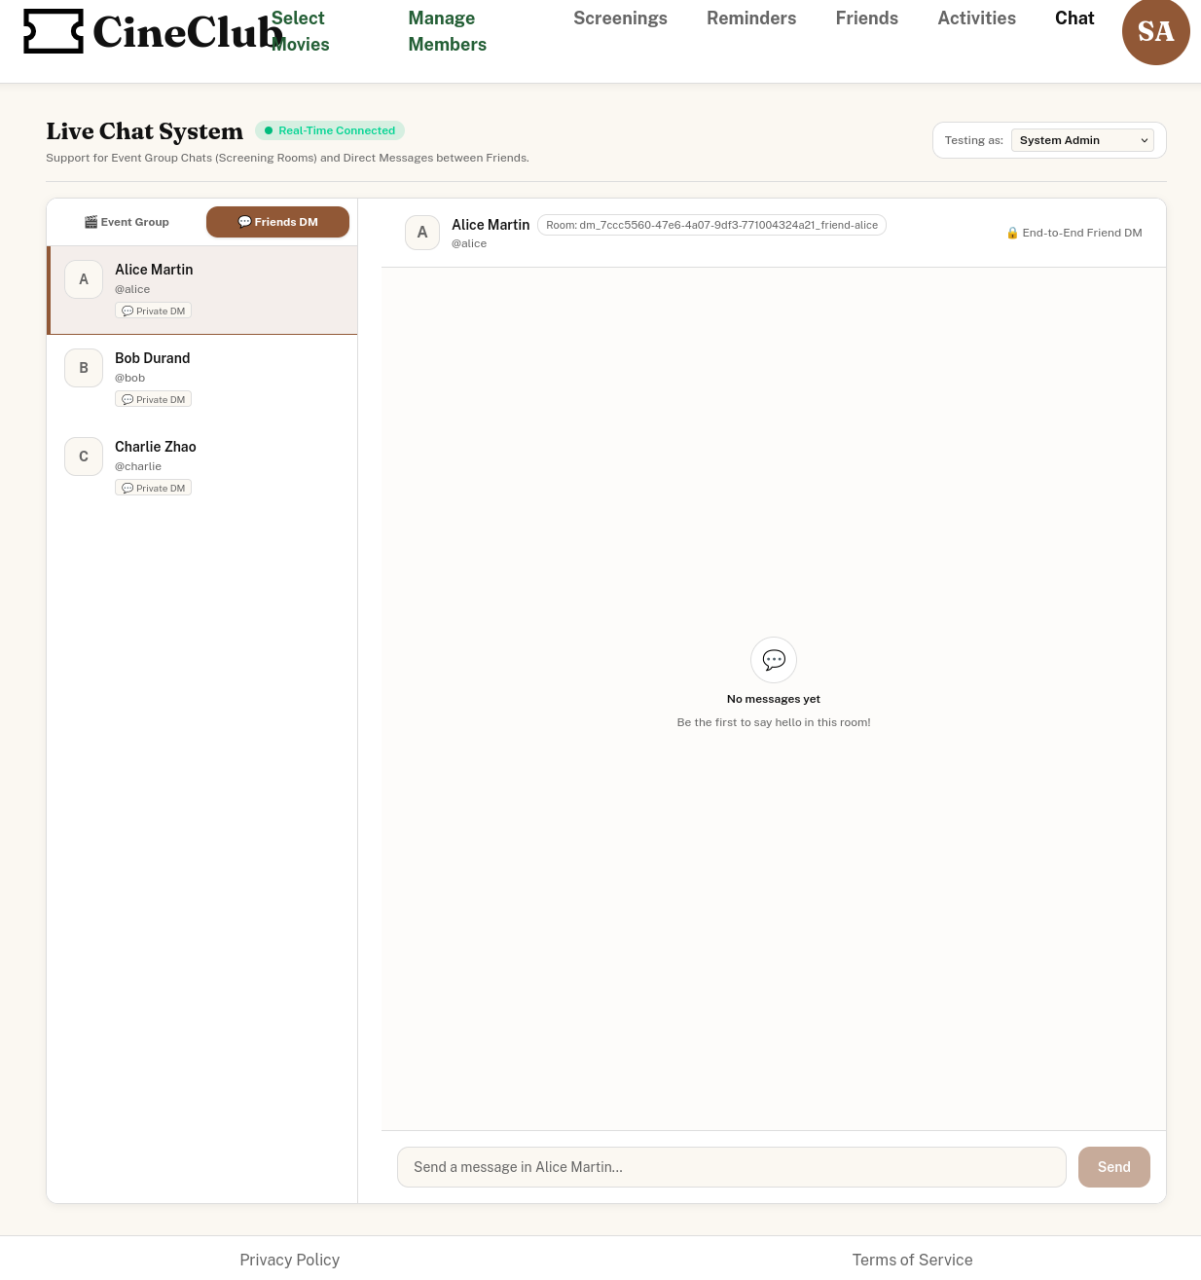 CineClub
Select Movies
Manage Members
Screenings
Reminders
Friends
Activities
Chat
SA
Live Chat System
Real-Time Connected
Support for Event Group Chats (Screening Rooms) and Direct Messages between Friends.
Testing as:
System Admin
🎬 Event Group
💬 Friends DM
A
Alice Martin
@alice
💬 Private DM
B
Bob Durand
@bob
💬 Private DM
C
Charlie Zhao
@charlie
💬 Private DM
A
Alice Martin
Room: dm_7ccc5560-47e6-4a07-9df3-771004324a21_friend-alice
@alice
🔒 End-to-End Friend DM
💬
No messages yet
Be the first to say hello in this room!
Send a message in Alice Martin...
Send
Privacy Policy
Terms of Service